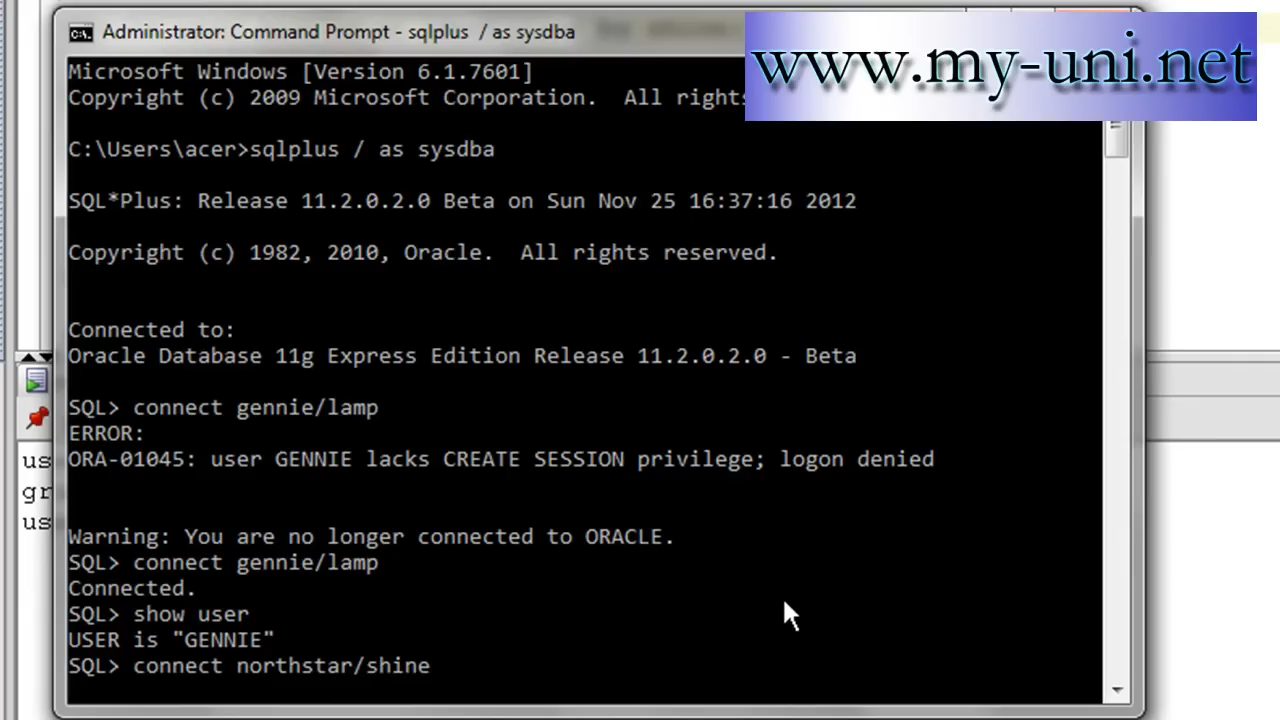 Administrator: Command Prompt - sqlplus / as sysdba
www.my-uni.net
Microsoft Windows [Version 6.1.7601]
Copyright (c) 2009 Microsoft Corporation. All rights
C:\Users\acer>sqlplus / as sysdba
SQL*Plus: Release 11.2.0.2.0 Beta on Sun Nov 25 16:37:16 2012
Copyright (c) 1982, 2010, Oracle. All rights reserved.
Connected to:
Oracle Database 11g Express Edition Release 11.2.0.2.0 - Beta
SQL> connect gennie/lamp
ERROR:
ORA-01045: user GENNIE lacks CREATE SESSION privilege; logon denied
Warning: You are no longer connected to ORACLE.
SQL> connect gennie/lamp
Connected.
SQL> show user
USER is "GENNIE"
SQL> connect northstar/shine
us
gr
us